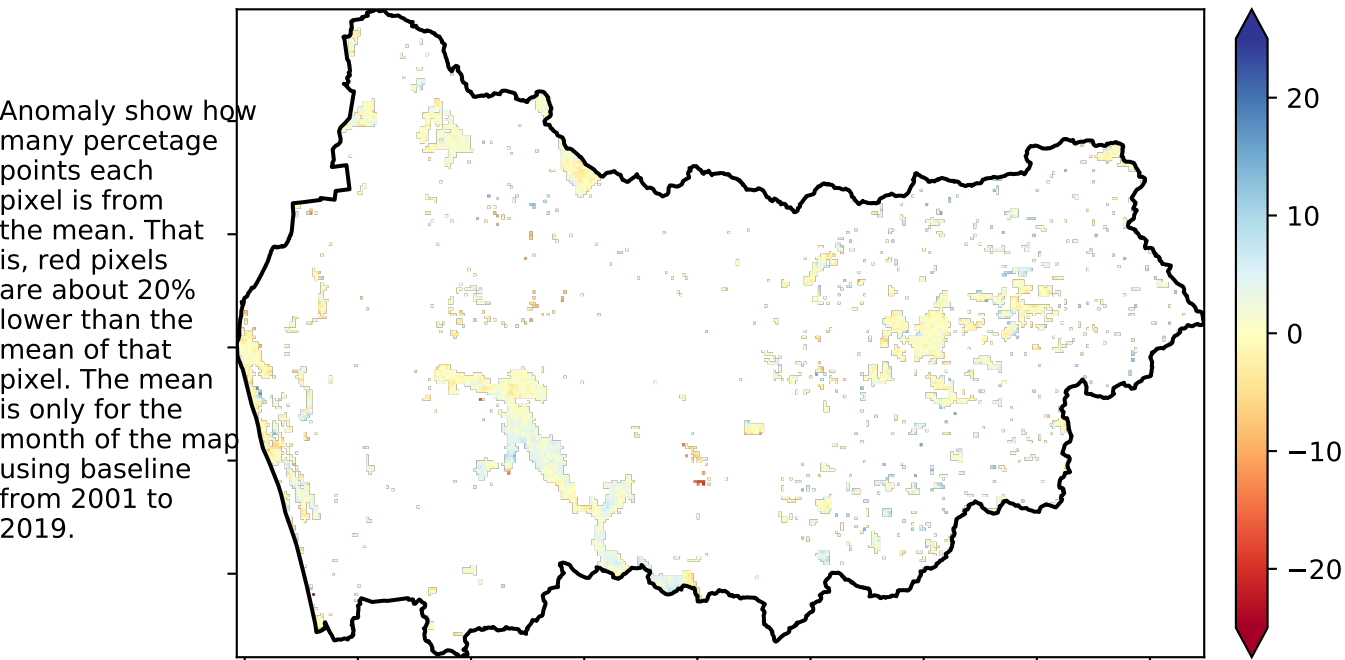 Anomaly show how
many percetage
points each
pixel is from
the mean. That
is, red pixels
are about 20%
lower than the
mean of that
pixel. The mean
is only for the
month of the map
using baseline
from 2001 to
2019.
20
10
0
−10
−20